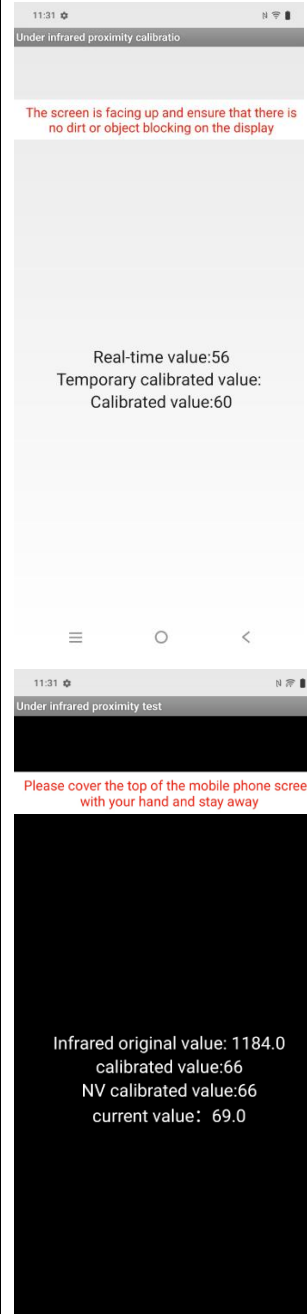 11:31
Under infrared proximity calibratio
The screen is facing up and ensure that there is
no dirt or object blocking on the display
Real-time value:56
Temporary calibrated value:
Calibrated value:60
11:31
Under infrared proximity test
Please cover the top of the mobile phone scree
with your hand and stay away
Infrared original value: 1184.0
calibrated value:66
NV calibrated value:66
current value：69.0